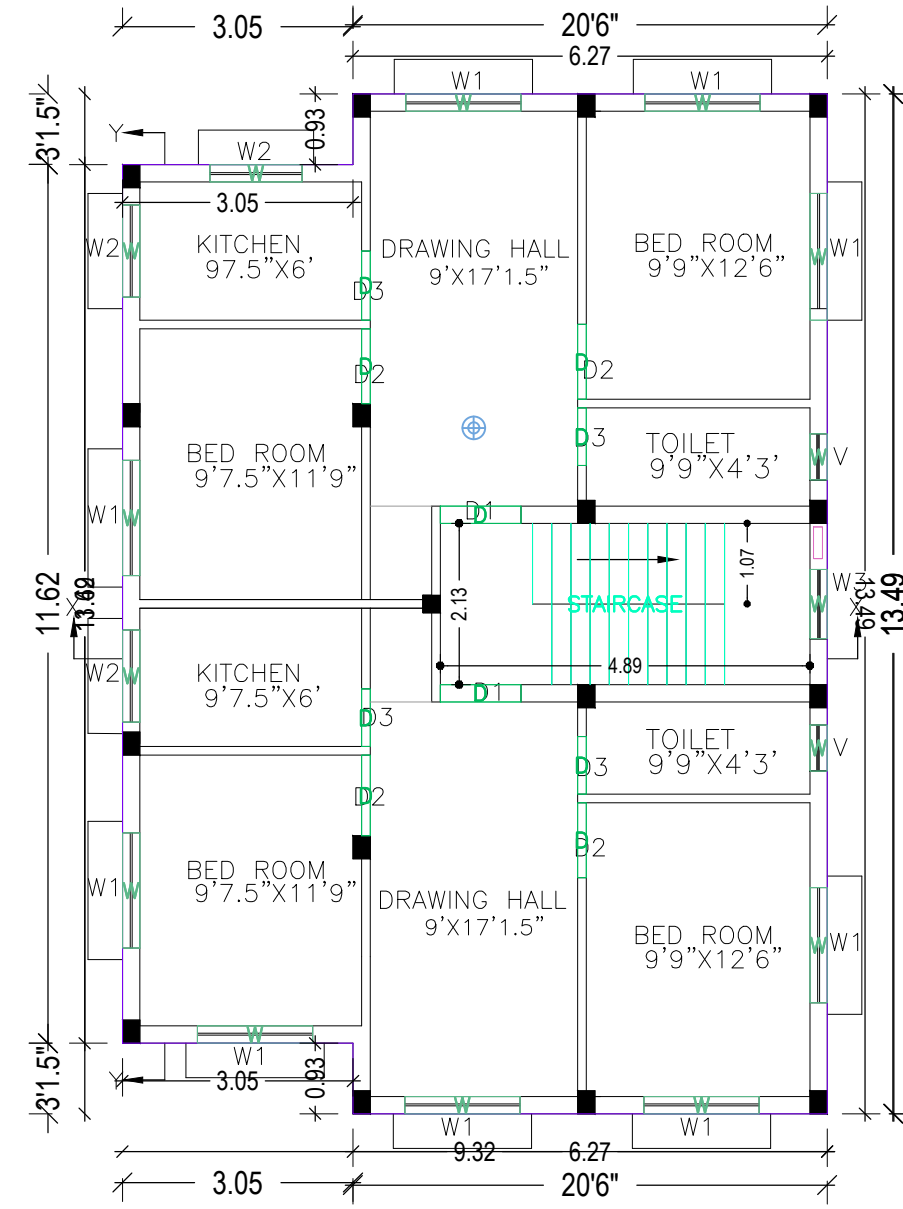 3.05
20'6"
6.27
W1
W1
3'1.5"
0.93
Y
W2
W
W
W
3.05
KITCHEN
97.5"X6'
DRAWING HALL
9'X17'1.5"
BED ROOM
9'9"X12'6"
W2
W
W
W1
D
D3
D
D2
D
D2
D
D3
BED ROOM
9'7.5"X11'9"
TOILET
9'9"X4'3'
W
V
W1
W
D
D1
1.07
2.13
STAIRCASE
W
W3
11.62
X
X
13.49
13.49
4.89
KITCHEN
9'7.5"X6'
W2
W
D
D1
D
D3
TOILET
9'9"X4'3'
W
V
D
D3
D
D2
D
D2
BED ROOM
9'7.5"X11'9"
W1
W
DRAWING HALL
9'X17'1.5"
BED ROOM
9'9"X12'6"
W
W1
W
W1
3'1.5"
Y
3.05
0.93
W
W
W1
W1
9.32
6.27
3.05
20'6"